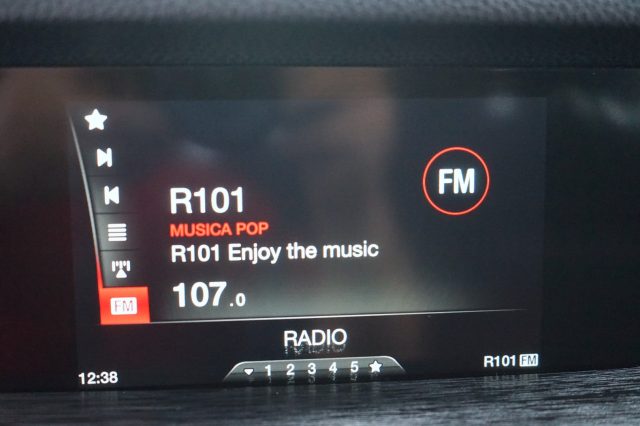 R101
MUSICA POP
R101 Enjoy the music
107.0
FM
FM
RADIO
1 2 3 4 5
12:38
R101 FM